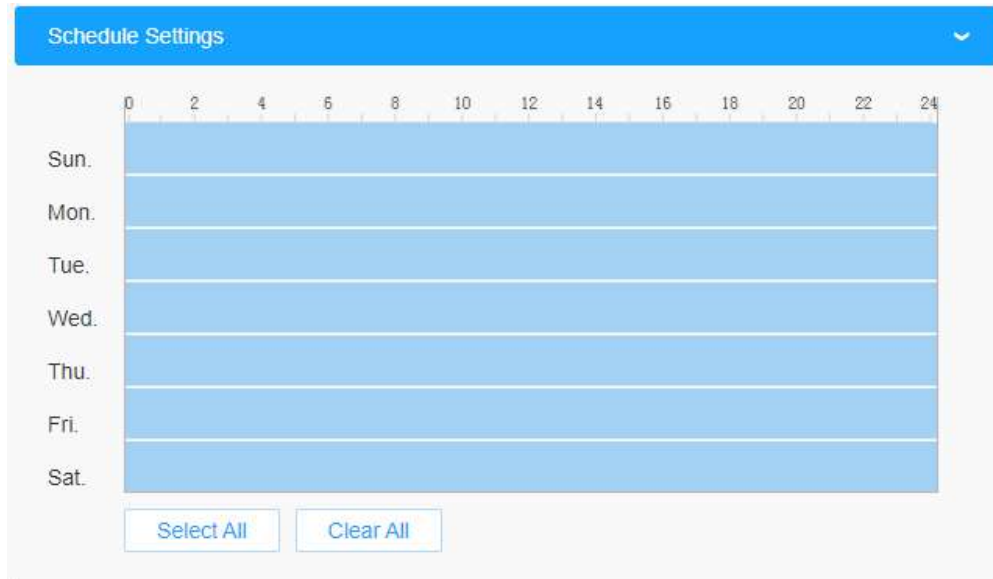 Schedule Settings
0 2 4 6 8 10 12 14 16 18 20 22 24
Sun.
Mon.
Tue.
Wed.
Thu.
Fri.
Sat.
Select All Clear All